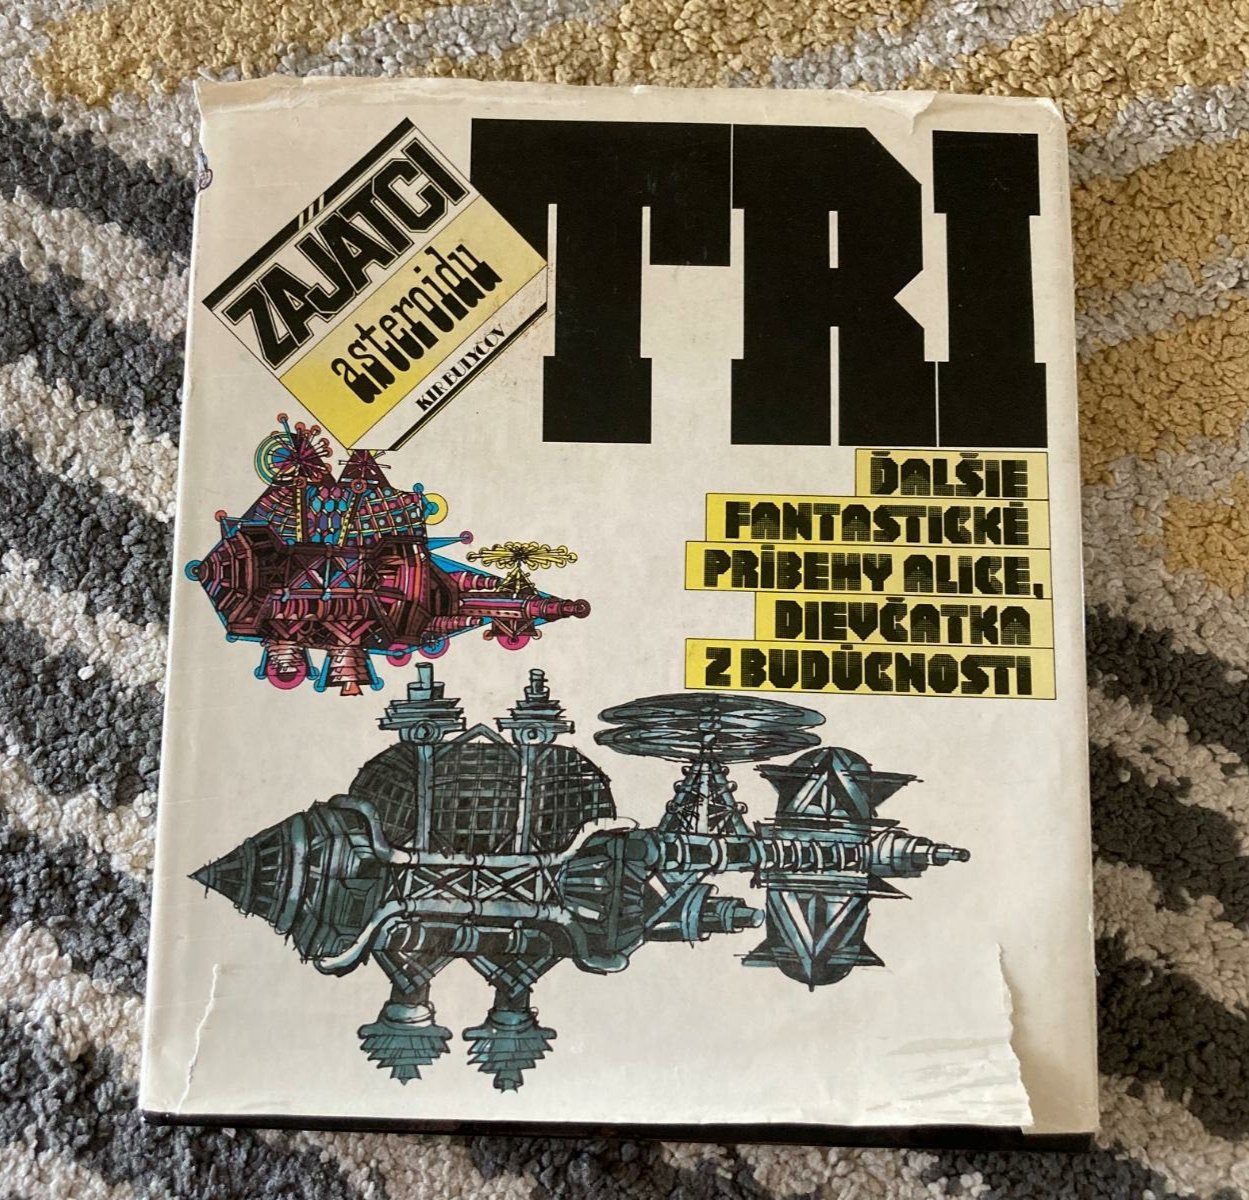 ZAJATCI
asteroidu
KIR BULYČOV
TRI
ĎALŠIE
FANTASTICKÉ
PRÍBEHY ALICE,
DIEVČATKA
Z BUDÚCNOSTI